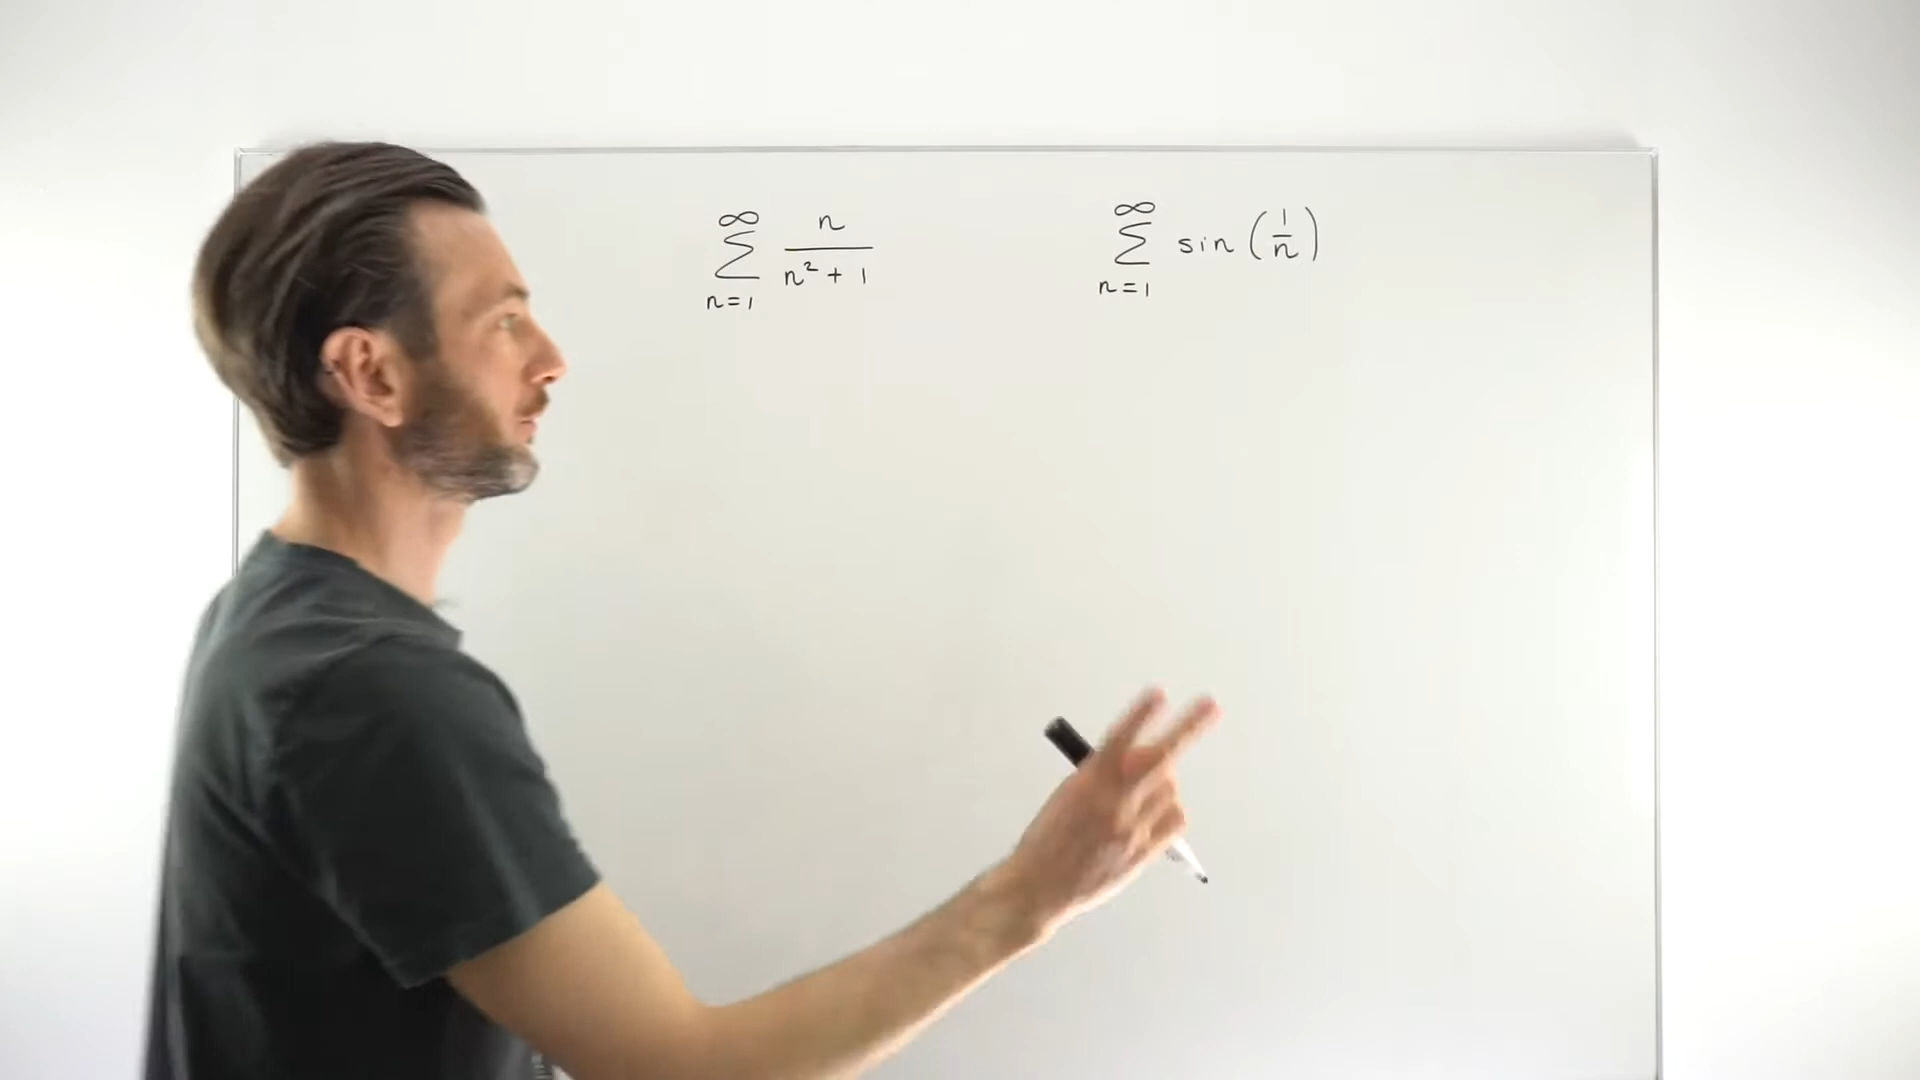 ∞
∑ n/(n² + 1)
n=1
∞
∑ sin (1/n)
n=1